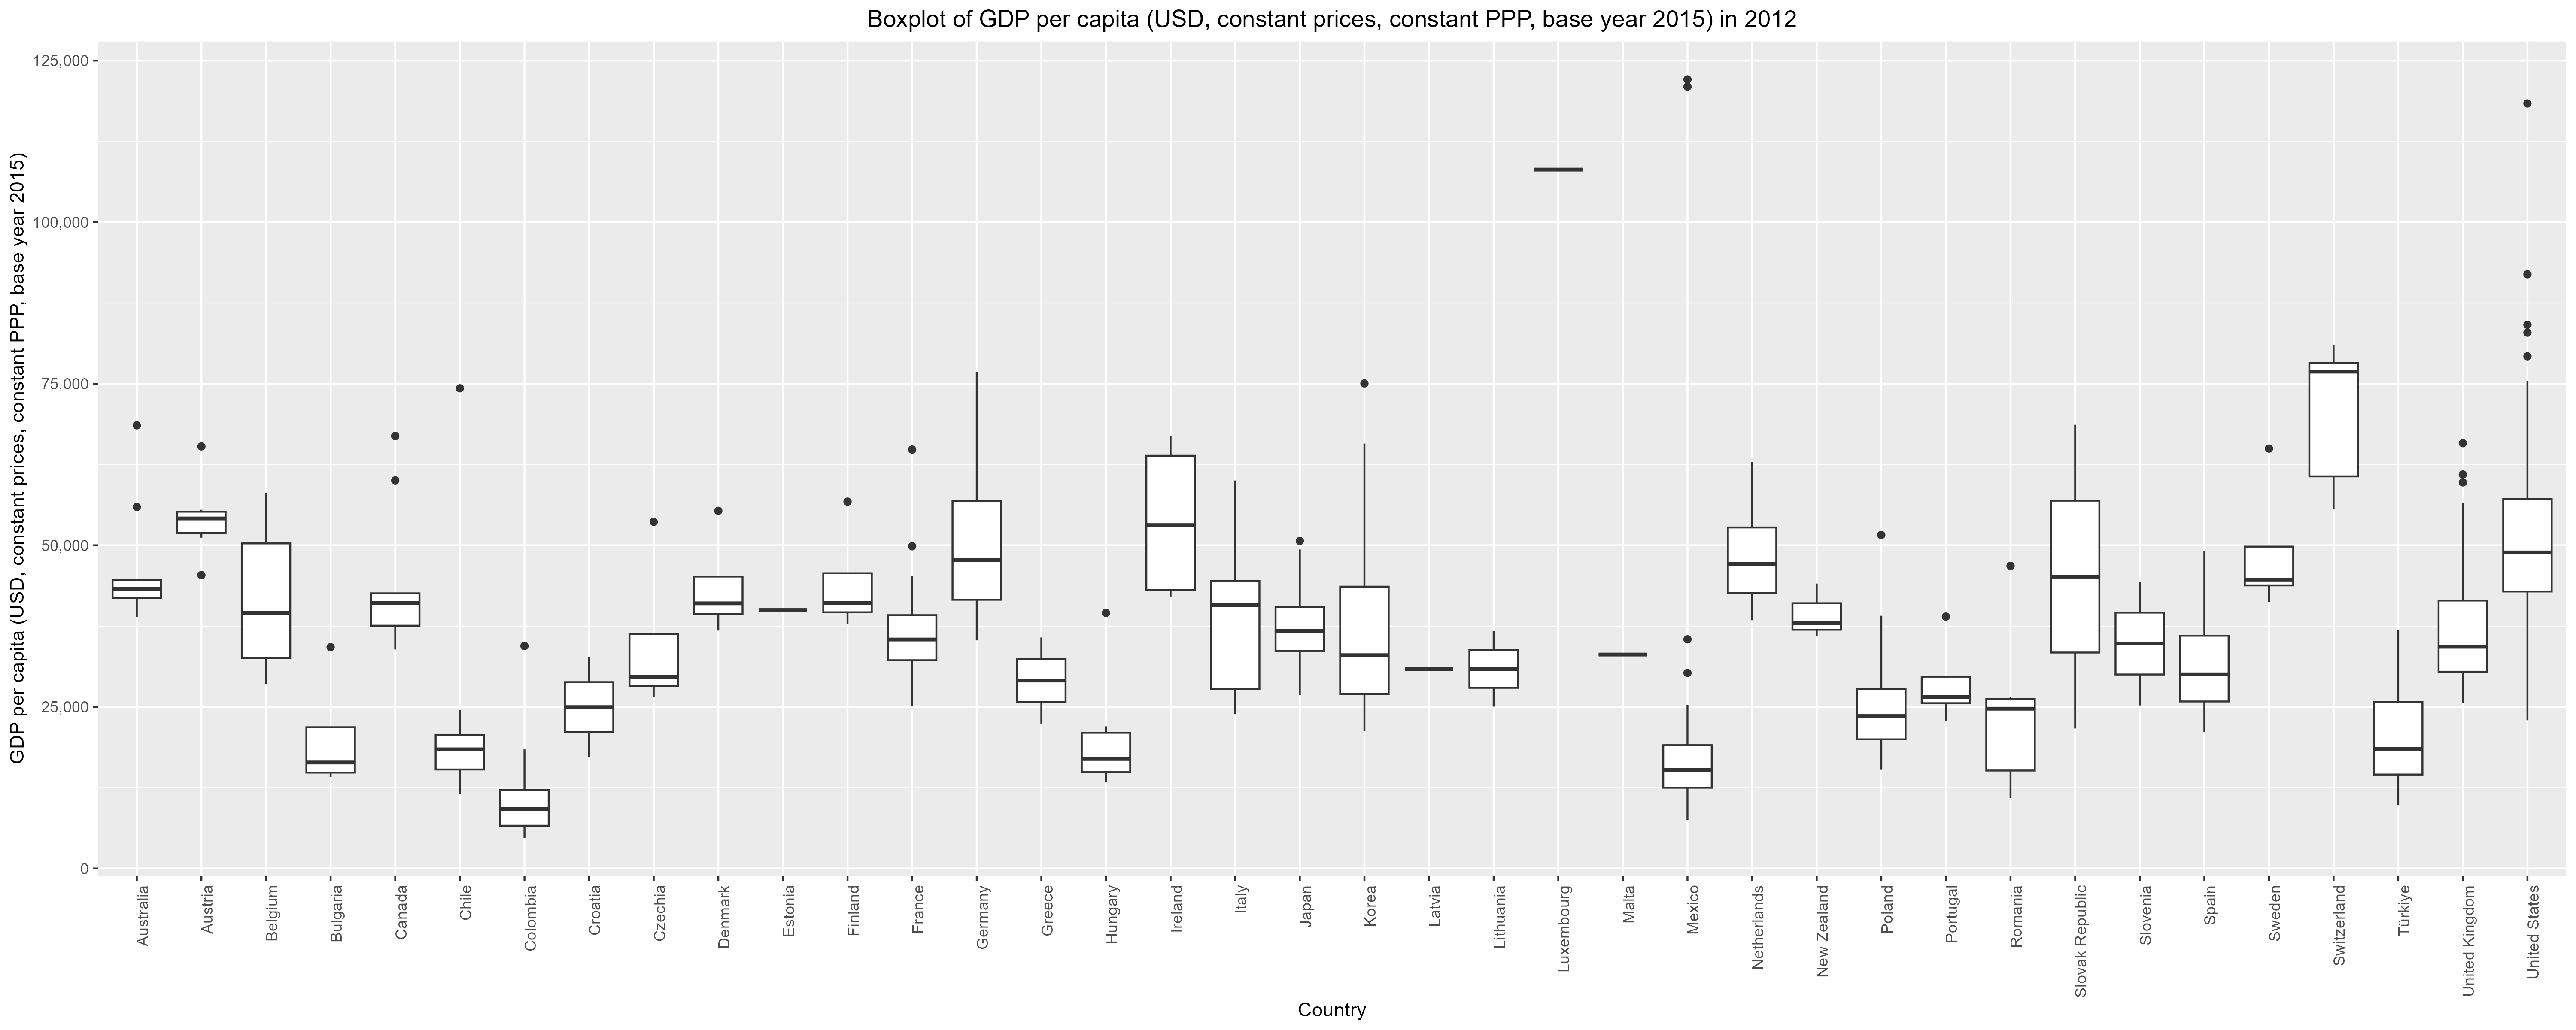 Boxplot of GDP per capita (USD, constant prices, constant PPP, base year 2015) in 2012
GDP per capita (USD, constant prices, constant PPP, base year 2015)
125,000
100,000
75,000
50,000
25,000
0
Australia
Austria
Belgium
Bulgaria
Canada
Chile
Colombia
Croatia
Czechia
Denmark
Estonia
Finland
France
Germany
Greece
Hungary
Ireland
Italy
Japan
Korea
Latvia
Lithuania
Luxembourg
Malta
Mexico
Netherlands
New Zealand
Poland
Portugal
Romania
Slovak Republic
Slovenia
Spain
Sweden
Switzerland
Türkiye
United Kingdom
United States
Country